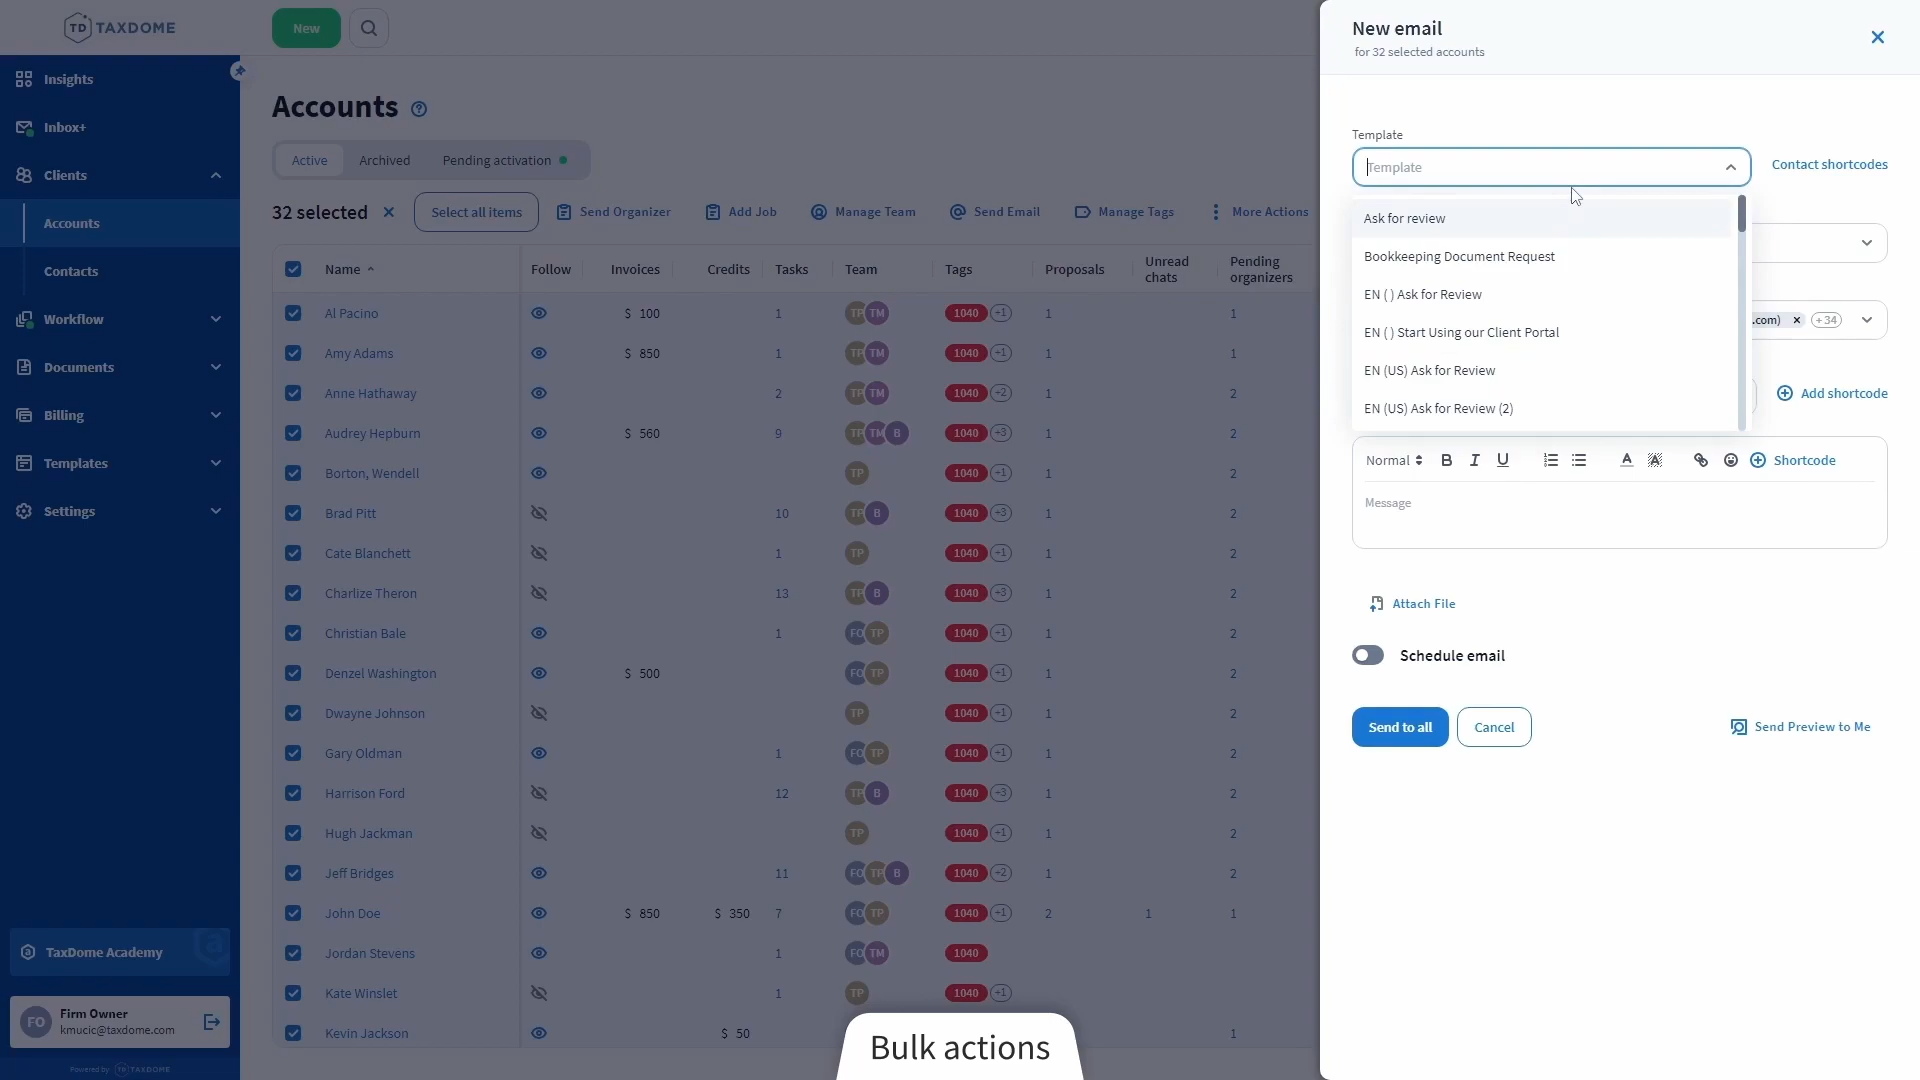 TD TAXDOME
New
Insights
Inbox+
Clients
Accounts
Contacts
Workflow
Documents
Billing
Templates
Settings
TaxDome Academy
FO
Firm Owner
kmucic@taxdome.com
Powered by TD TAXDOME
Accounts
Active Archived Pending activation
32 selected Select all items Send Organizer Add Job Manage Team Send Email Manage Tags More Actions
Name Follow Invoices Credits Tasks Team Tags Proposals Unread chats Pending organizers
Al Pacino $ 100 1 TP TM 1040 +1 1 1
Amy Adams $ 850 1 TP TM 1040 +1 1 1
Anne Hathaway 2 TP TM 1040 +2 1 2
Audrey Hepburn $ 560 9 TP TM B 1040 +3 1 2
Borton, Wendell TP 1040 +1 1 2
Brad Pitt 10 TP B 1040 +3 1 2
Cate Blanchett 1 TP 1040 +1 1 2
Charlize Theron 13 TP B 1040 +3 1 2
Christian Bale 1 FO TP 1040 +1 1 2
Denzel Washington $ 500 FO TP 1040 +1 1 2
Dwayne Johnson TP 1040 +1 1 2
Gary Oldman 1 FO TP 1040 +1 1 2
Harrison Ford 12 TP B 1040 +3 1 2
Hugh Jackman TP 1040 +1 1 2
Jeff Bridges 11 FO TP B 1040 +2 1 2
John Doe $ 850 $ 350 7 FO TP 1040 +1 2 1 1
Jordan Stevens 1 FO TM 1040
Kate Winslet 1 TP 1040 +1
Kevin Jackson $ 50 1
Bulk actions
New email
for 32 selected accounts
Template
Template
Contact shortcodes
Ask for review
Bookkeeping Document Request
EN ( ) Ask for Review
EN ( ) Start Using our Client Portal
EN (US) Ask for Review
EN (US) Ask for Review (2)
.com) +34
Add shortcode
Normal B I U A A Shortcode
Message
Attach File
Schedule email
Send to all Cancel Send Preview to Me